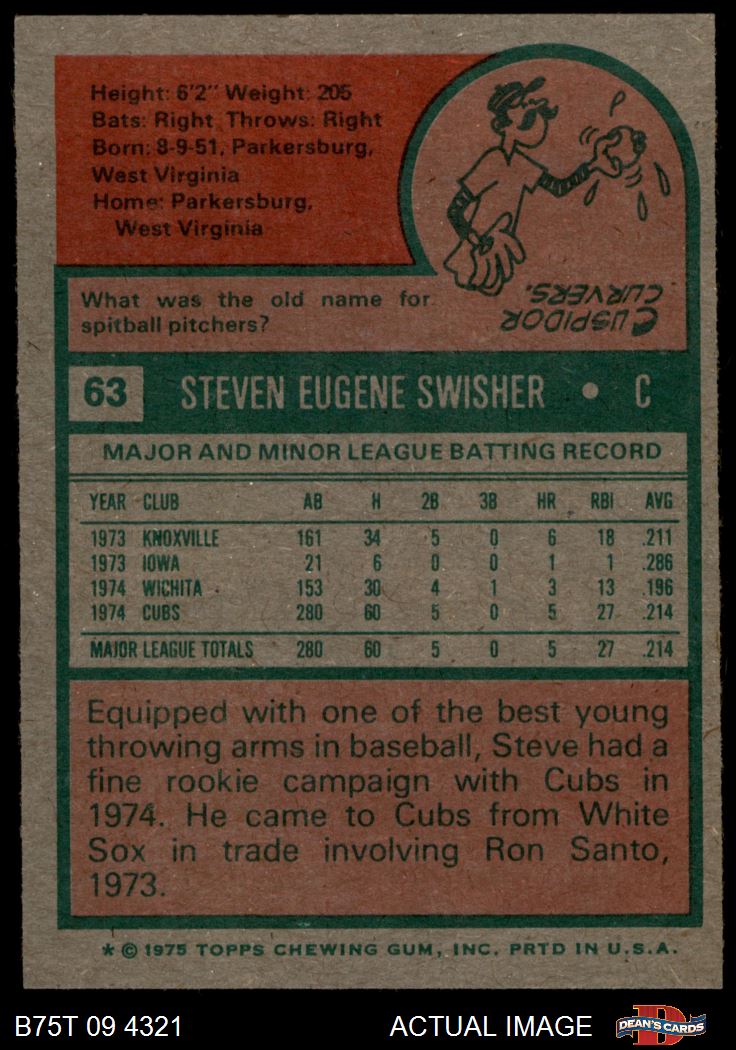 Height: 6'2" Weight: 205
Bats: Right Throws: Right
Born: 8-9-51, Parkersburg,
West Virginia
Home: Parkersburg,
West Virginia
What was the old name for
spitball pitchers?
CUSPIDOR
CURVERS.
63 STEVEN EUGENE SWISHER • C
MAJOR AND MINOR LEAGUE BATTING RECORD
YEAR CLUB AB H 2B 3B HR RBI AVG
1973 KNOXVILLE 161 34 5 0 6 18 .211
1973 IOWA 21 6 0 0 1 1 .286
1974 WICHITA 153 30 4 1 3 13 .196
1974 CUBS 280 60 5 0 5 27 .214
MAJOR LEAGUE TOTALS 280 60 5 0 5 27 .214
Equipped with one of the best young
throwing arms in baseball, Steve had a
fine rookie campaign with Cubs in
1974. He came to Cubs from White
Sox in trade involving Ron Santo,
1973.
* © 1975 TOPPS CHEWING GUM, INC. PRTD IN U.S.A.
B75T 09 4321 ACTUAL IMAGE D DEAN'S CARDS